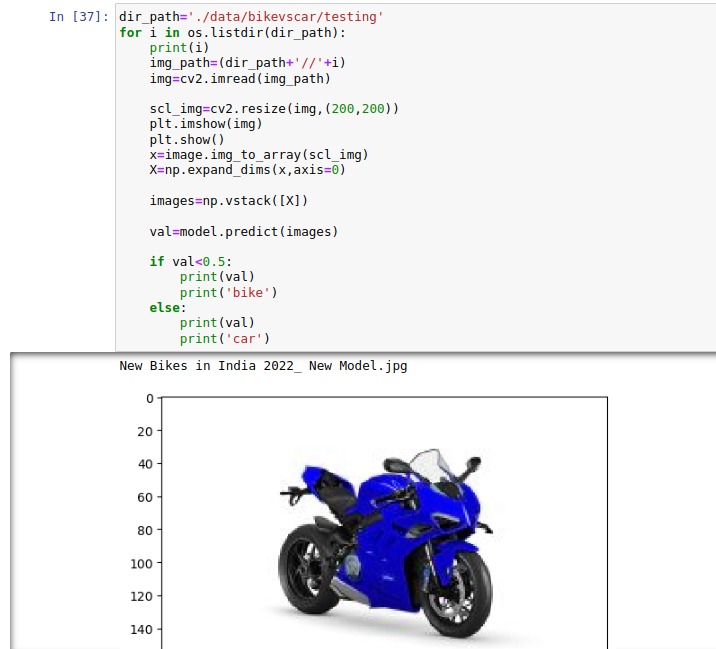 In [37]: dir_path='./data/bikevscar/testing'
for i in os.listdir(dir_path):
    print(i)
    img_path=(dir_path+'//'+i)
    img=cv2.imread(img_path)

    scl_img=cv2.resize(img,(200,200))
    plt.imshow(img)
    plt.show()
    x=image.img_to_array(scl_img)
    X=np.expand_dims(x,axis=0)

    images=np.vstack([X])

    val=model.predict(images)

    if val<0.5:
        print(val)
        print('bike')
    else:
        print(val)
        print('car')
New Bikes in India 2022_ New Model.jpg
0
20
40
60
80
100
120
140